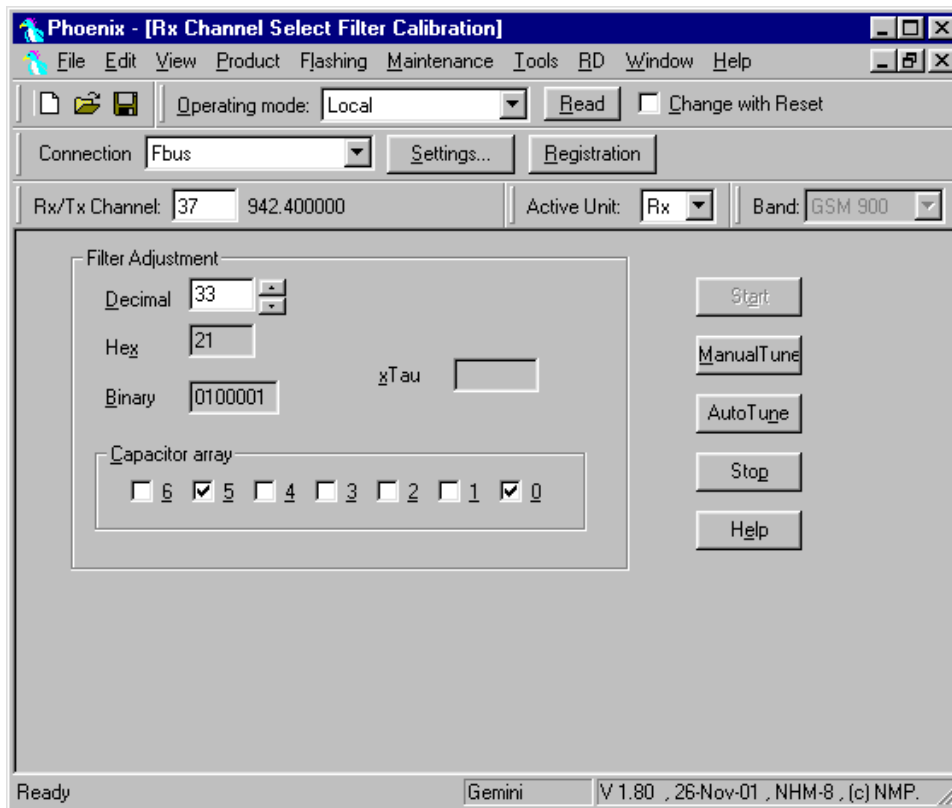 Phoenix - [Rx Channel Select Filter Calibration]
File Edit View Product Flashing Maintenance Tools RD Window Help
Operating mode: Local Read Change with Reset
Connection Fbus Settings... Registration
Rx/Tx Channel: 37 942.400000 Active Unit: Rx Band: GSM 900
Filter Adjustment
Decimal 33 Start
Hex 21 ManualTune
xTau
Binary 0100001 AutoTune
Capacitor array
6 5 4 3 2 1 0 Stop
Help
Ready Gemini V 1.80 , 26-Nov-01 , NHM-8 , (c) NMP.